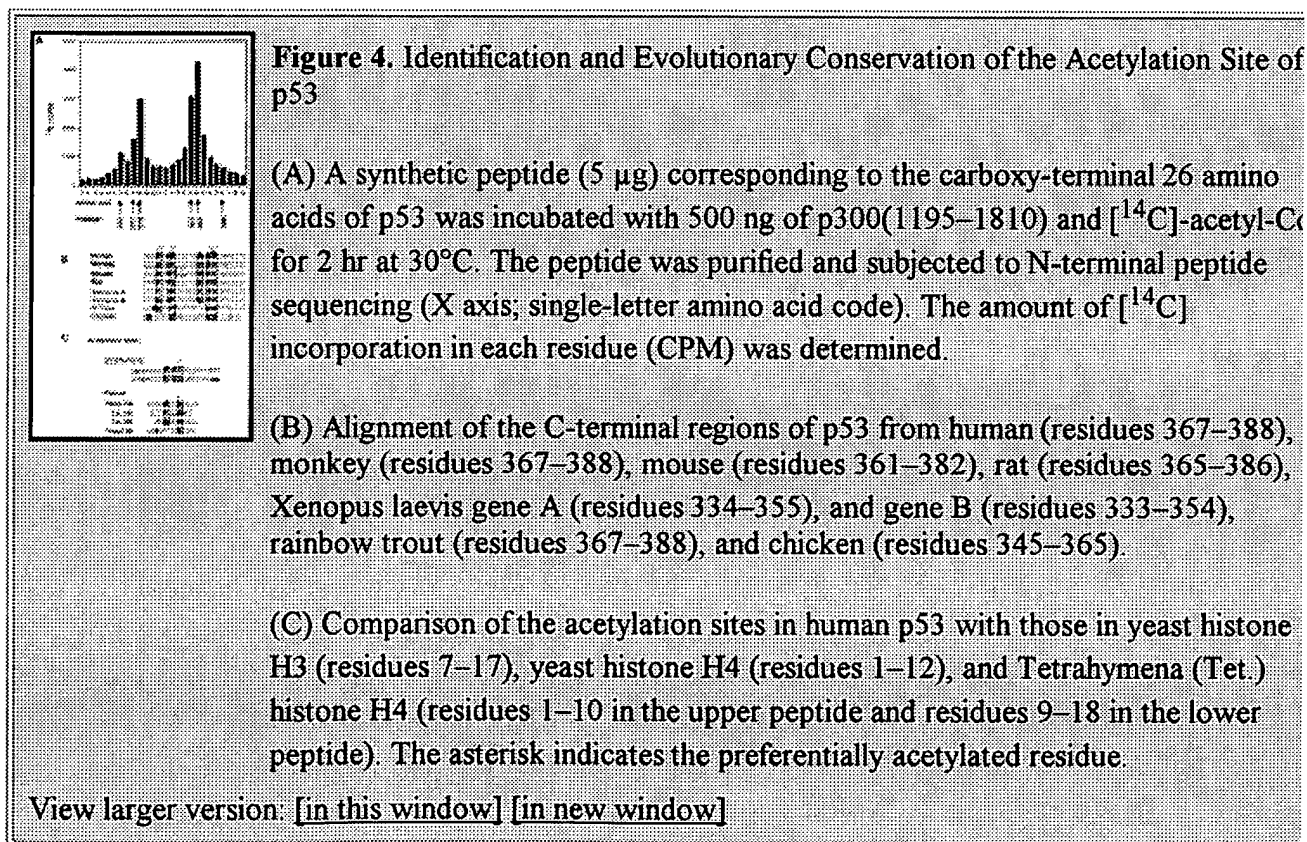 A
Figure 4. Identification and Evolutionary Conservation of the Acetylation Site of
p53
(A) A synthetic peptide (5 µg) corresponding to the carboxy-terminal 26 amino
acids of p53 was incubated with 500 ng of p300(1195–1810) and [14C]-acetyl-Co
for 2 hr at 30°C. The peptide was purified and subjected to N-terminal peptide
sequencing (X axis; single-letter amino acid code). The amount of [14C]
incorporation in each residue (CPM) was determined.
B
C
(B) Alignment of the C-terminal regions of p53 from human (residues 367–388),
monkey (residues 367–388), mouse (residues 361–382), rat (residues 365–386),
Xenopus laevis gene A (residues 334–355), and gene B (residues 333–354),
rainbow trout (residues 367–388), and chicken (residues 345–365).
(C) Comparison of the acetylation sites in human p53 with those in yeast histone
H3 (residues 7–17), yeast histone H4 (residues 1–12), and Tetrahymena (Tet.)
histone H4 (residues 1–10 in the upper peptide and residues 9–18 in the lower
peptide). The asterisk indicates the preferentially acetylated residue.
View larger version: [in this window] [in new window]